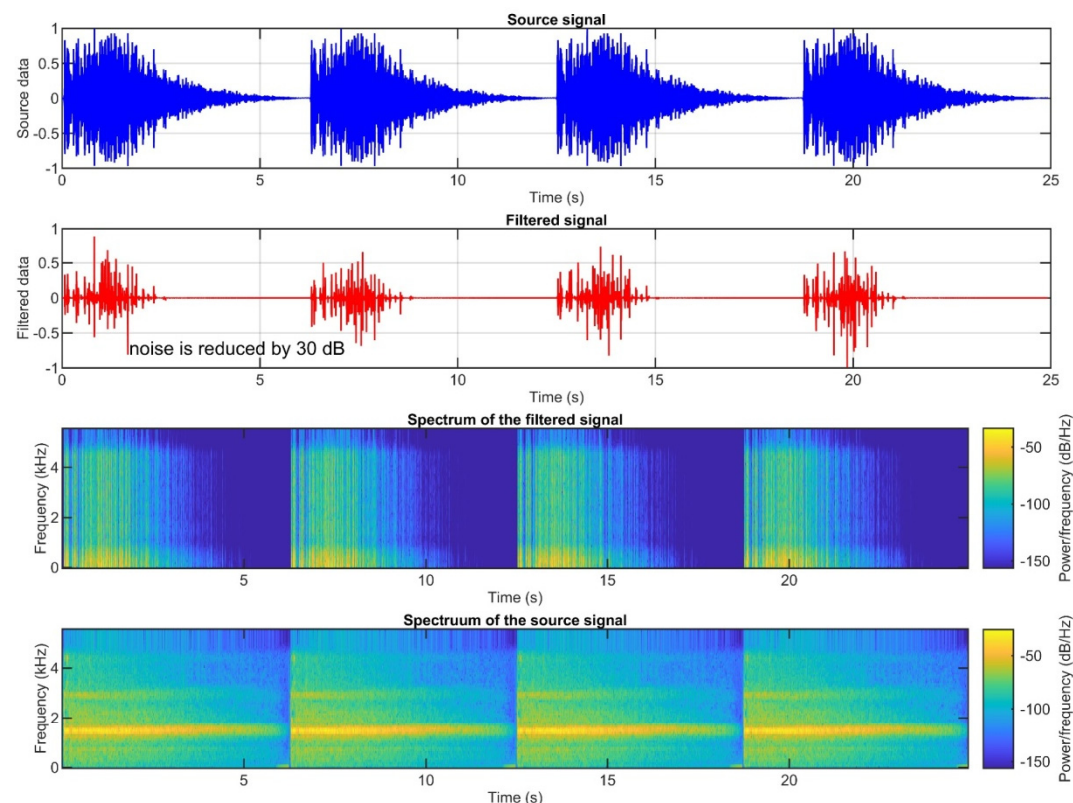 Source signal
1
0.5
0
-0.5
-1
Source data
0 5 10 15 20 25
Time (s)
Filtered signal
1
0.5
0
-0.5
-1
Filtered data
noise is reduced by 30 dB
0 5 10 15 20 25
Time (s)
Spectrum of the filtered signal
4
2
0
Frequency (kHz)
5 10 15 20
Time (s)
-50
-100
-150
Power/frequency (dB/Hz)
Spectruum of the source signal
4
2
0
Frequency (kHz)
5 10 15 20
Time (s)
-50
-100
-150
Power/frequency (dB/Hz)